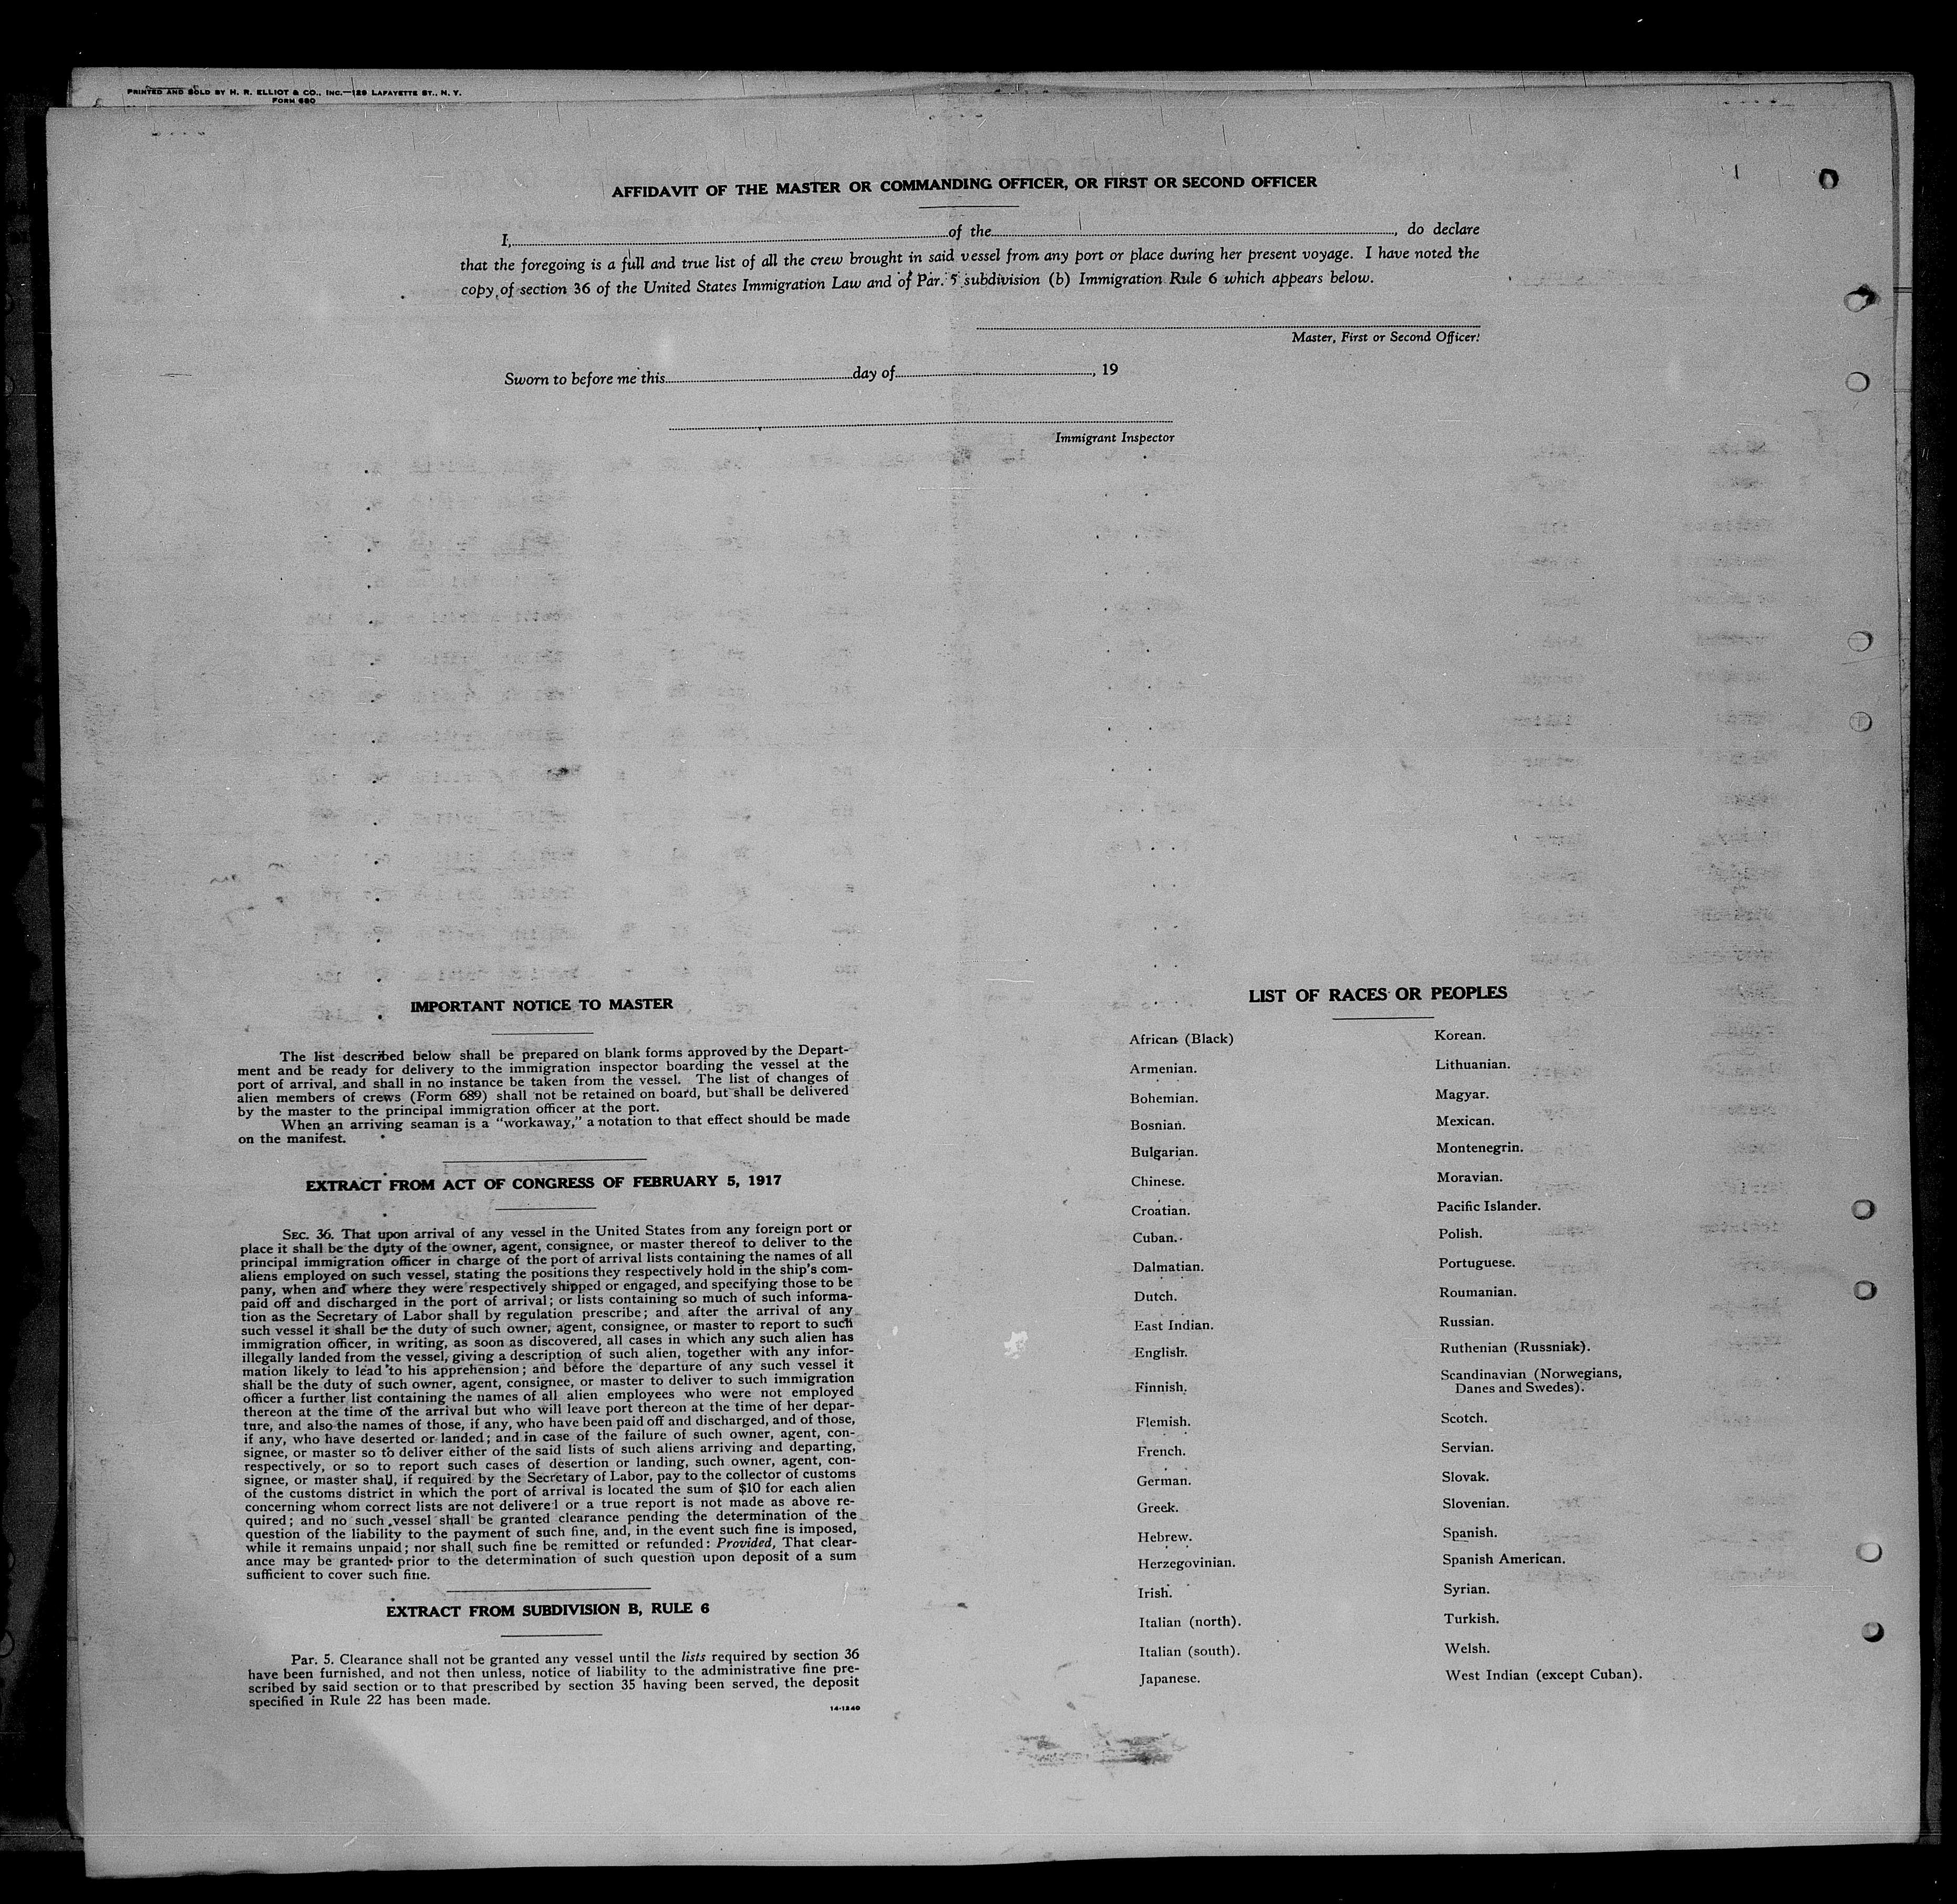 PRINTED AND SOLD BY H. R. ELLIOT & CO., INC.—129 LAFAYETTE ST., N. Y.
FORM 680
AFFIDAVIT OF THE MASTER OR COMMANDING OFFICER, OR FIRST OR SECOND OFFICER
I, of the , do declare
that the foregoing is a full and true list of all the crew brought in said vessel from any port or place during her present voyage. I have noted the
copy of section 36 of the United States Immigration Law and of Par. 5 subdivision (b) Immigration Rule 6 which appears below.
Master, First or Second Officer.
Sworn to before me this day of , 19
Immigrant Inspector
IMPORTANT NOTICE TO MASTER
The list described below shall be prepared on blank forms approved by the Depart-
ment and be ready for delivery to the immigration inspector boarding the vessel at the
port of arrival, and shall in no instance be taken from the vessel. The list of changes of
alien members of crews (Form 689) shall not be retained on board, but shall be delivered
by the master to the principal immigration officer at the port.
When an arriving seaman is a "workaway," a notation to that effect should be made
on the manifest.
EXTRACT FROM ACT OF CONGRESS OF FEBRUARY 5, 1917
SEC. 36. That upon arrival of any vessel in the United States from any foreign port or
place it shall be the duty of the owner, agent, consignee, or master thereof to deliver to the
principal immigration officer in charge of the port of arrival lists containing the names of all
aliens employed on such vessel, stating the positions they respectively hold in the ship's com-
pany, when and where they were respectively shipped or engaged, and specifying those to be
paid off and discharged in the port of arrival; or lists containing so much of such informa-
tion as the Secretary of Labor shall by regulation prescribe; and after the arrival of any
such vessel it shall be the duty of such owner, agent, consignee, or master to report to such
immigration officer, in writing, as soon as discovered, all cases in which any such alien has
illegally landed from the vessel, giving a description of such alien, together with any infor-
mation likely to lead to his apprehension; and before the departure of any such vessel it
shall be the duty of such owner, agent, consignee, or master to deliver to such immigration
officer a further list containing the names of all alien employees who were not employed
thereon at the time of the arrival but who will leave port thereon at the time of her depar-
ture, and also the names of those, if any, who have been paid off and discharged, and of those,
if any, who have deserted or landed; and in case of the failure of such owner, agent, con-
signee, or master so to deliver either of the said lists of such aliens arriving and departing,
respectively, or so to report such cases of desertion or landing, such owner, agent, con-
signee, or master shall, if required by the Secretary of Labor, pay to the collector of customs
of the customs district in which the port of arrival is located the sum of $10 for each alien
concerning whom correct lists are not delivered or a true report is not made as above re-
quired; and no such vessel shall be granted clearance pending the determination of the
question of the liability to the payment of such fine, and, in the event such fine is imposed,
while it remains unpaid; nor shall such fine be remitted or refunded: Provided, That clear-
ance may be granted prior to the determination of such question upon deposit of a sum
sufficient to cover such fine.
EXTRACT FROM SUBDIVISION B, RULE 6
Par. 5. Clearance shall not be granted any vessel until the lists required by section 36
have been furnished, and not then unless, notice of liability to the administrative fine pre-
scribed by said section or to that prescribed by section 35 having been served, the deposit
specified in Rule 22 has been made.
14-1240
LIST OF RACES OR PEOPLES
African (Black)
Armenian.
Bohemian.
Bosnian.
Bulgarian.
Chinese.
Croatian.
Cuban.
Dalmatian.
Dutch.
East Indian.
English.
Finnish.
Flemish.
French.
German.
Greek.
Hebrew.
Herzegovinian.
Irish.
Italian (north).
Italian (south).
Japanese.
Korean.
Lithuanian.
Magyar.
Mexican.
Montenegrin.
Moravian.
Pacific Islander.
Polish.
Portuguese.
Roumanian.
Russian.
Ruthenian (Russniak).
Scandinavian (Norwegians,
Danes and Swedes).
Scotch.
Servian.
Slovak.
Slovenian.
Spanish.
Spanish American.
Syrian.
Turkish.
Welsh.
West Indian (except Cuban).